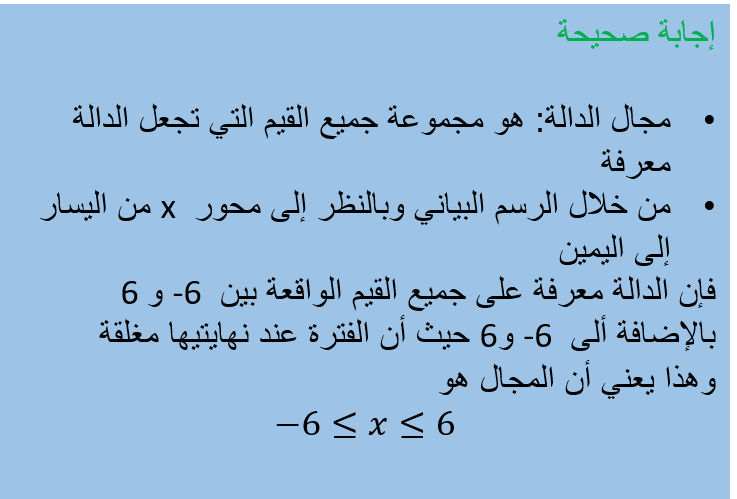 إجابة صحيحة
• مجال الدالة: هو مجموعة جميع القيم التي تجعل الدالة
معرفة
• من خلال الرسم البياني وبالنظر إلى محور x من اليسار
إلى اليمين
فإن الدالة معرفة على جميع القيم الواقعة بين 6- و 6
بالإضافة ألى 6- و6 حيث أن الفترة عند نهايتيها مغلقة
وهذا يعني أن المجال هو
−6 ≤ x ≤ 6